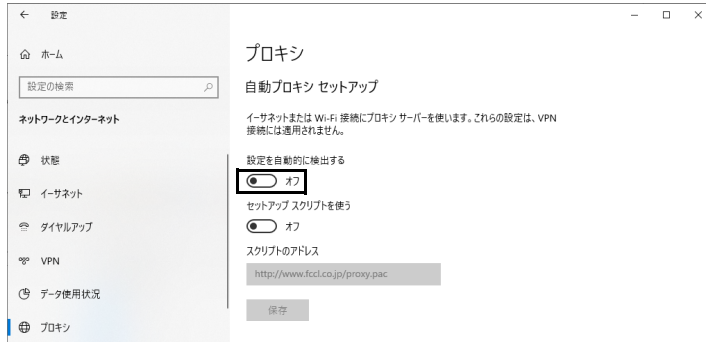 設定
ホーム
設定の検索
ネットワークとインターネット
状態
イーサネット
ダイヤルアップ
VPN
データ使用状況
プロキシ
プロキシ
自動プロキシ セットアップ
イーサネットまたは Wi-Fi 接続にプロキシ サーバーを使います。これらの設定は、VPN
接続には適用されません。
設定を自動的に検出する
オフ
セットアップ スクリプトを使う
オフ
スクリプトのアドレス
http://www.fccl.co.jp/proxy.pac
保存